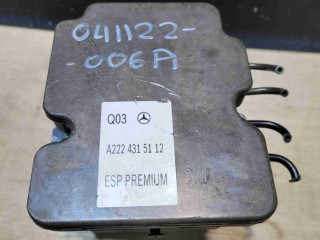 041122-
-006A
Q03
A222 431 51 12
ESP PREMIUM